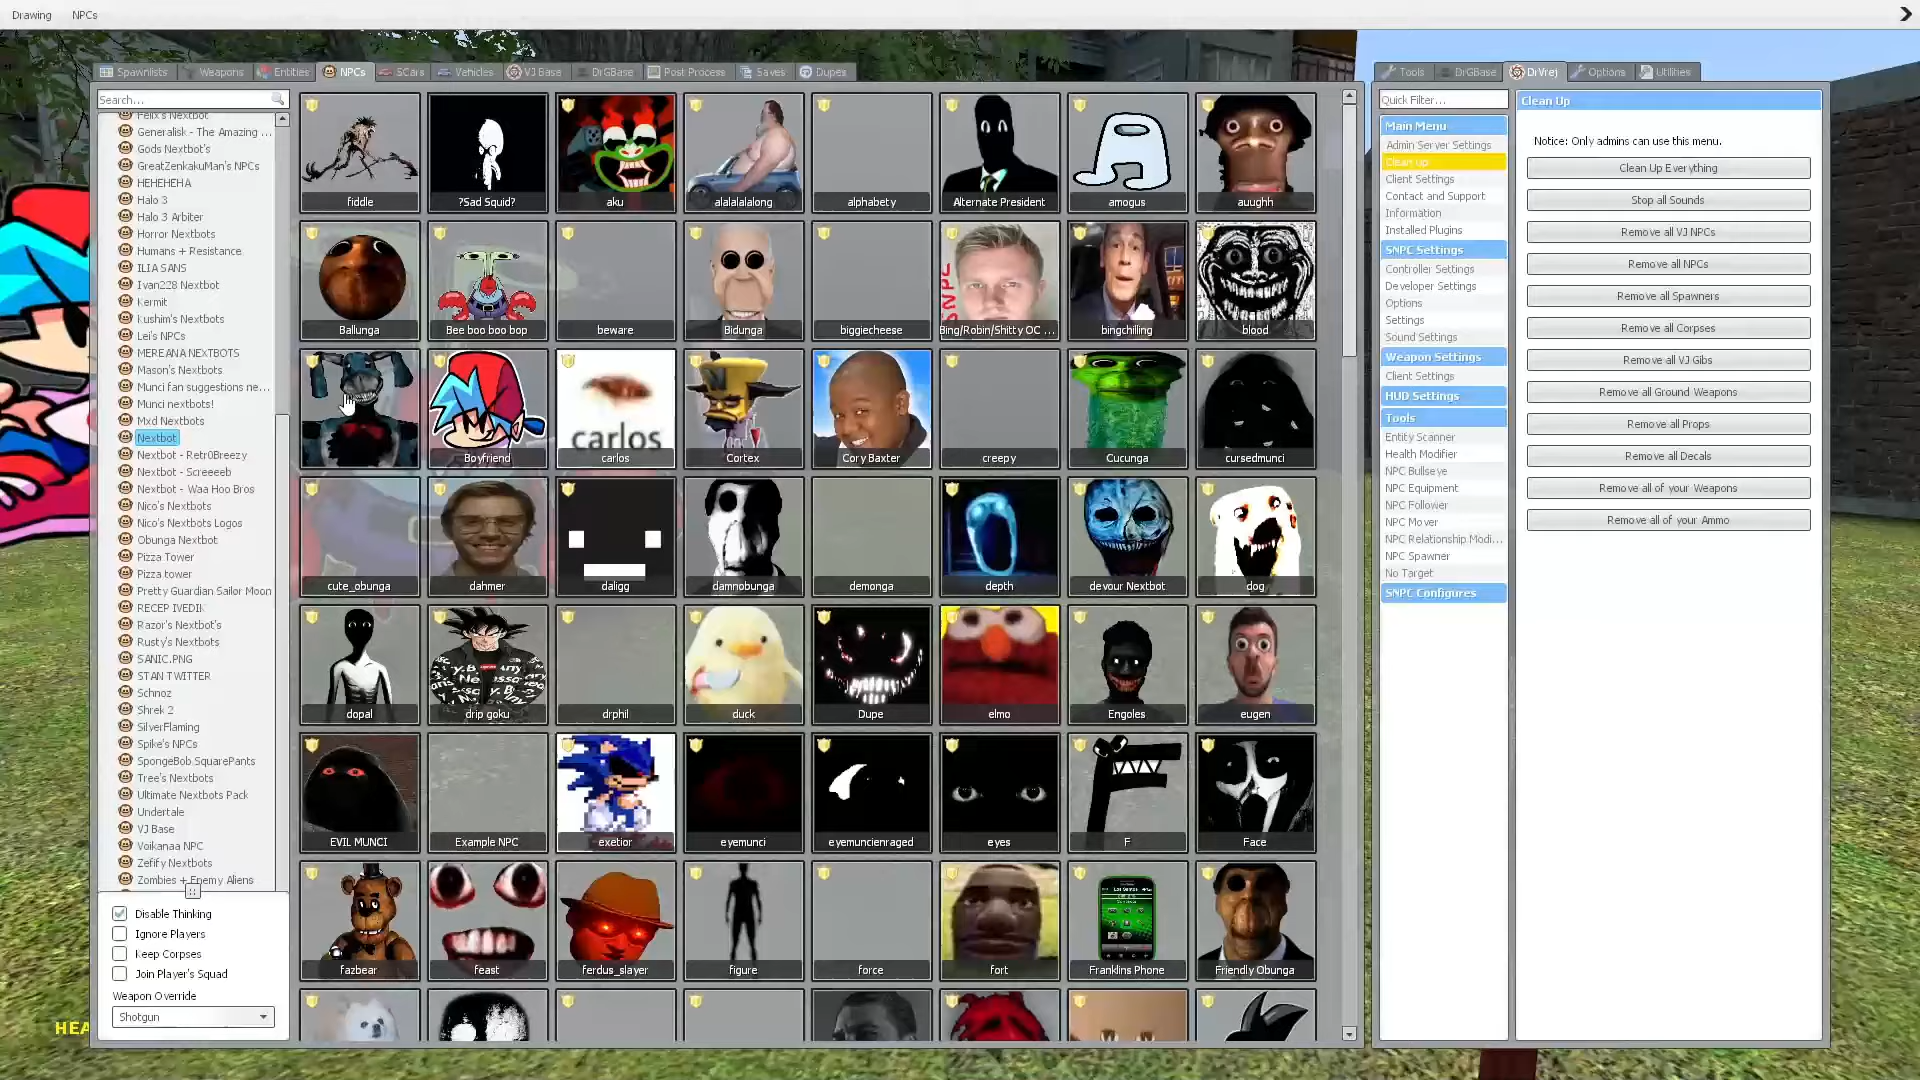 Drawing NPCs
Spawnlists Weapons Entities NPCs SCars Vehicles VJ Base DrGBase Post Process Saves Dupes
Tools DrGBase DrVrej Options Utilities
Search...
Felix's Nextbot
Generalisk - The Amazing ...
Gods Nextbot's
GreatZenkakuMan's NPCs
HEHEHEHA
Halo 3
Halo 3 Arbiter
Horror Nextbots
Humans + Resistance
ILIA SANS
Ivan228 Nextbot
Kermit
Kushim's Nextbots
Lei's NPCs
MEREANA NEXTBOTS
Mason's Nextbots
Munci fan suggestions ne...
Munci nextbots!
Mxd Nextbots
Nextbot
Nextbot - Retr0Breezy
Nextbot - Screeeeb
Nextbot - Waa Hoo Bros
Nico's Nextbots
Nico's Nextbots Logos
Obunga Nextbot
Pizza Tower
Pizza tower
Pretty Guardian Sailor Moon
RECEP IVEDIK
Razor's Nextbot's
Rusty's Nextbots
SANIC.PNG
STAN TWITTER
Schnoz
Shrek 2
SilverFlaming
Spike's NPCs
SpongeBob SquarePants
Tree's Nextbots
Ultimate Nextbots Pack
Undertale
VJ Base
Voikanaa NPC
Zefify Nextbots
Zombies + Enemy Aliens
Disable Thinking
Ignore Players
Keep Corpses
Join Player's Squad
Weapon Override
Shotgun
HEA
fiddle ?Sad Squid? aku alalalalalong alphabety Alternate President amogus auughh
Ballunga Bee boo boo bop beware Bidunga biggiecheese Bing/Robin/Shitty OC ... bingchilling blood
SNPC
carlos
Boyfriend carlos Cortex Cory Baxter creepy Cucunga cursedmunci
cute_obunga dahmer daligg damnobunga demonga depth devour Nextbot dog
dopal drip goku drphil duck Dupe elmo Engoles eugen
EVIL MUNCI Example NPC exetior eyemunci eyemuncienraged eyes F Face
fazbear feast ferdus_slayer figure force fort Franklins Phone Friendly Obunga
Quick Filter...
Main Menu
Admin Server Settings
Clean Up
Client Settings
Contact and Support
Information
Installed Plugins
SNPC Settings
Controller Settings
Developer Settings
Options
Settings
Sound Settings
Weapon Settings
Client Settings
HUD Settings
Tools
Entity Scanner
Health Modifier
NPC Bullseye
NPC Equipment
NPC Follower
NPC Mover
NPC Relationship Modi...
NPC Spawner
No Target
SNPC Configures
Clean Up
Notice: Only admins can use this menu.
Clean Up Everything
Stop all Sounds
Remove all VJ NPCs
Remove all NPCs
Remove all Spawners
Remove all Corpses
Remove all VJ Gibs
Remove all Ground Weapons
Remove all Props
Remove all Decals
Remove all of your Weapons
Remove all of your Ammo